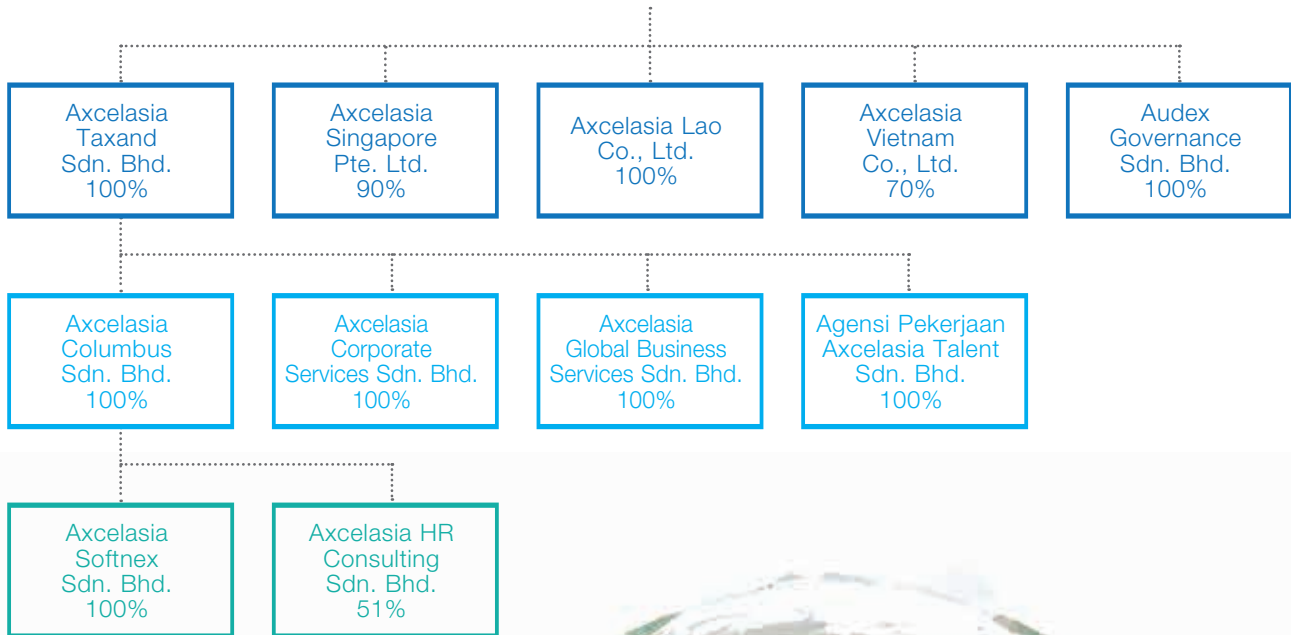 Axcelasia
Taxand
Sdn. Bhd.
100%
Axcelasia
Singapore
Pte. Ltd.
90%
Axcelasia Lao
Co., Ltd.
100%
Axcelasia
Vietnam
Co., Ltd.
70%
Audex
Governance
Sdn. Bhd.
100%
Axcelasia
Columbus
Sdn. Bhd.
100%
Axcelasia
Corporate
Services Sdn. Bhd.
100%
Axcelasia
Global Business
Services Sdn. Bhd.
100%
Agensi Pekerjaan
Axcelasia Talent
Sdn. Bhd.
100%
Axcelasia
Softnex
Sdn. Bhd.
100%
Axcelasia HR
Consulting
Sdn. Bhd.
51%